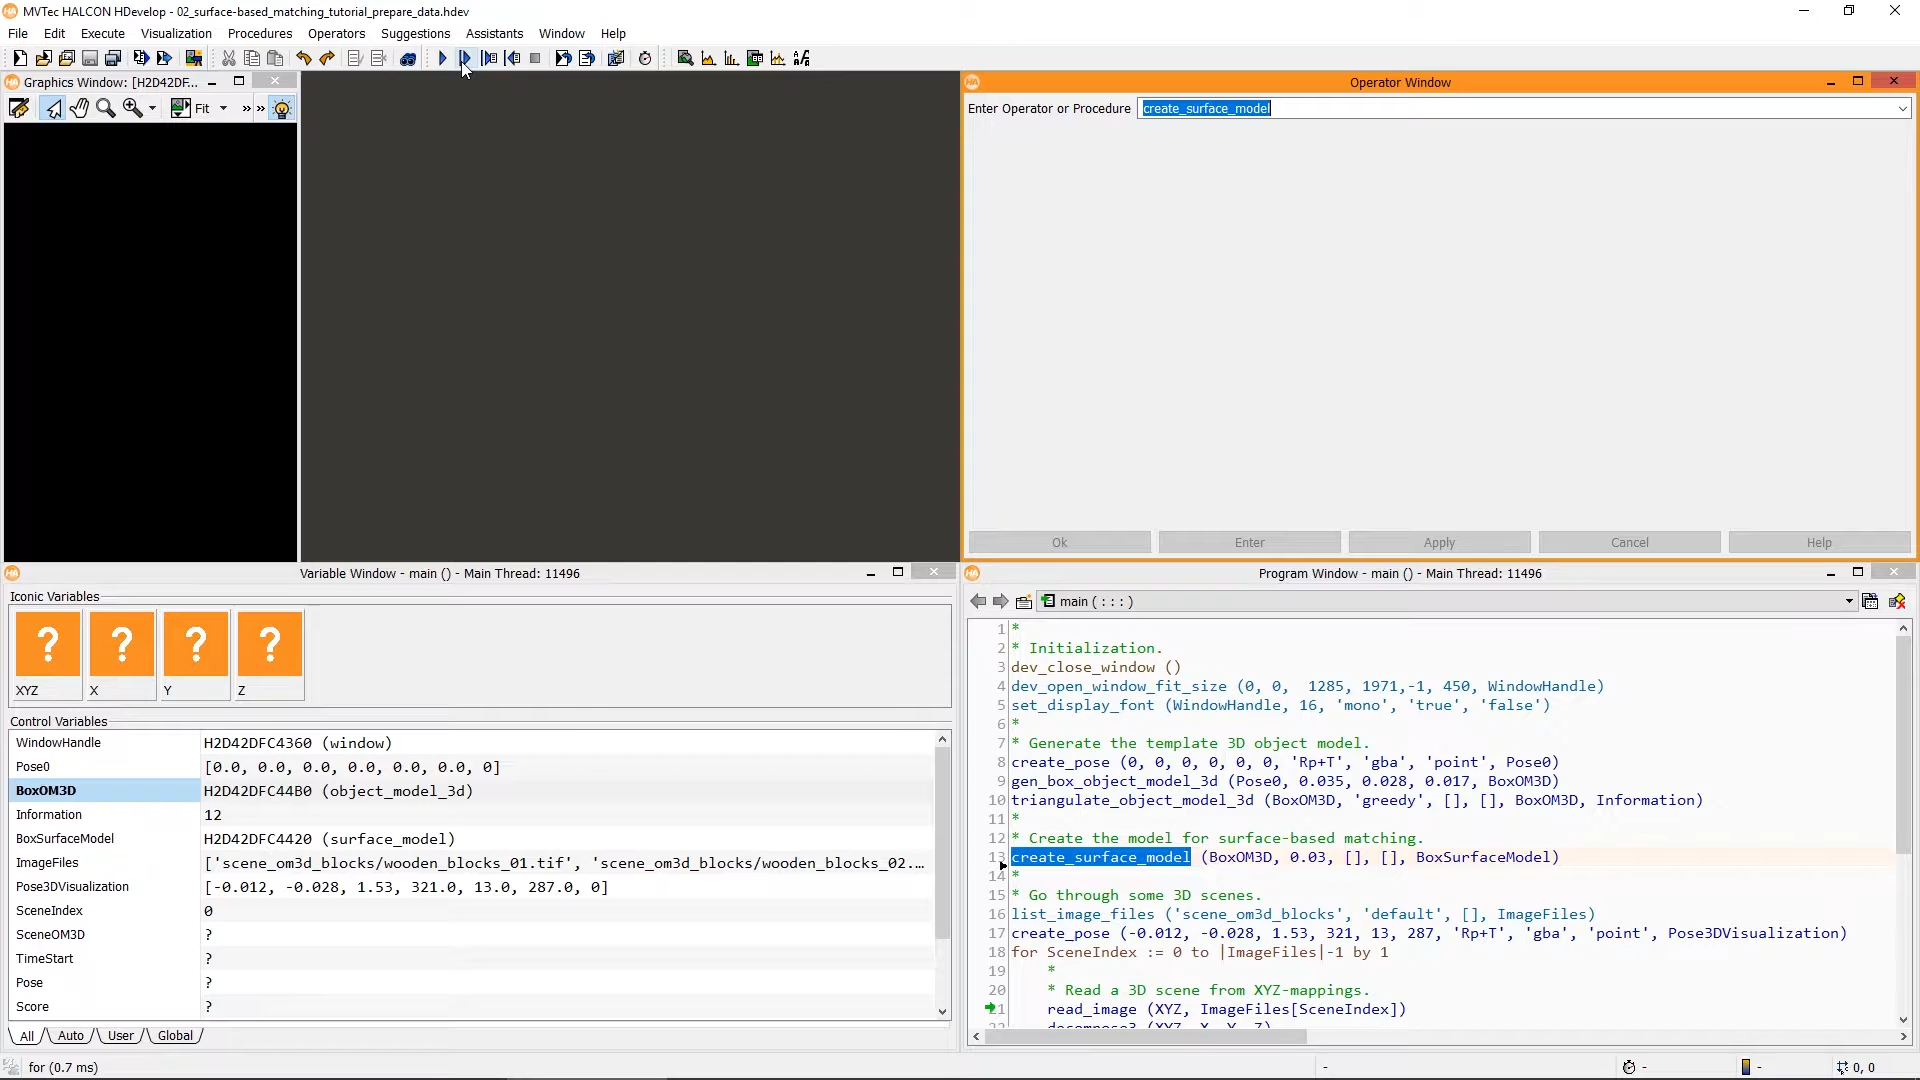 MVTec HALCON HDevelop - 02_surface-based_matching_tutorial_prepare_data.hdev
File Edit Execute Visualization Procedures Operators Suggestions Assistants Window Help
Graphics Window: [H2D42DF...
Fit
Operator Window
Enter Operator or Procedure create_surface_model
Ok Enter Apply Cancel Help
Variable Window - main () - Main Thread: 11496
Iconic Variables
? ? ? ?
XYZ X Y Z
Control Variables
WindowHandle H2D42DFC4360 (window)
Pose0 [0.0, 0.0, 0.0, 0.0, 0.0, 0.0, 0]
BoxOM3D H2D42DFC44B0 (object_model_3d)
Information 12
BoxSurfaceModel H2D42DFC4420 (surface_model)
ImageFiles ['scene_om3d_blocks/wooden_blocks_01.tif', 'scene_om3d_blocks/wooden_blocks_02....
Pose3DVisualization [-0.012, -0.028, 1.53, 321.0, 13.0, 287.0, 0]
SceneIndex 0
SceneOM3D ?
TimeStart ?
Pose ?
Score ?
All Auto User Global
Program Window - main () - Main Thread: 11496
main ( : : : )
1 *
2 * Initialization.
3 dev_close_window ()
4 dev_open_window_fit_size (0, 0,  1285, 1971,-1, 450, WindowHandle)
5 set_display_font (WindowHandle, 16, 'mono', 'true', 'false')
6 *
7 * Generate the template 3D object model.
8 create_pose (0, 0, 0, 0, 0, 0, 'Rp+T', 'gba', 'point', Pose0)
9 gen_box_object_model_3d (Pose0, 0.035, 0.028, 0.017, BoxOM3D)
10 triangulate_object_model_3d (BoxOM3D, 'greedy', [], [], BoxOM3D, Information)
11 *
12 * Create the model for surface-based matching.
13 create_surface_model (BoxOM3D, 0.03, [], [], BoxSurfaceModel)
14 *
15 * Go through some 3D scenes.
16 list_image_files ('scene_om3d_blocks', 'default', [], ImageFiles)
17 create_pose (-0.012, -0.028, 1.53, 321, 13, 287, 'Rp+T', 'gba', 'point', Pose3DVisualization)
18 for SceneIndex := 0 to |ImageFiles|-1 by 1
19 *
20 * Read a 3D scene from XYZ-mappings.
21 read_image (XYZ, ImageFiles[SceneIndex])
22 decompose3 (XYZ, X, Y, Z)
for (0.7 ms)
- - - 0, 0